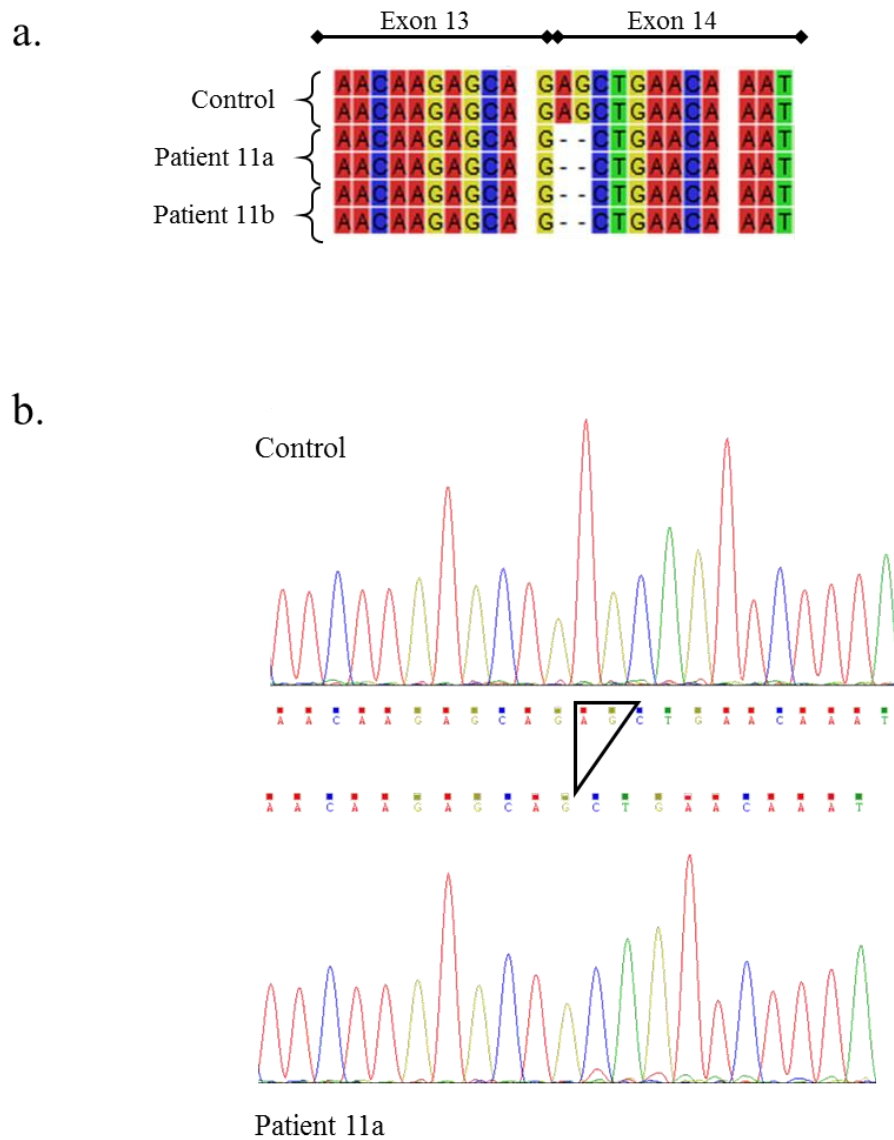 a.
Exon 13 Exon 14
Control
AACAAGAGCA GAGCTGAACA AAT
AACAAGAGCA GAGCTGAACA AAT
Patient 11a
AACAAGAGCA G--CTGAACA AAT
AACAAGAGCA G--CTGAACA AAT
Patient 11b
AACAAGAGCA G--CTGAACA AAT
AACAAGAGCA G--CTGAACA AAT
b.
Control
A A C A A G A G C A G A G C T G A A C A A A T
A A C A A G A G C A G C T G A A C A A A T
Patient 11a